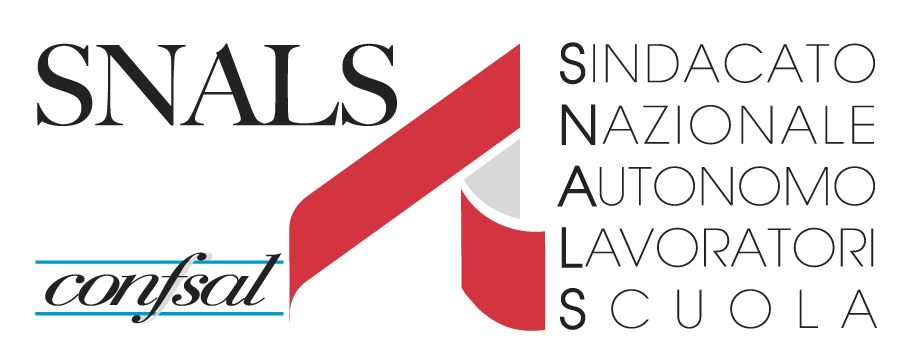 SNALS
confsal
SINDACATO
NAZIONALE
AUTONOMO
LAVORATORI
SCUOLA